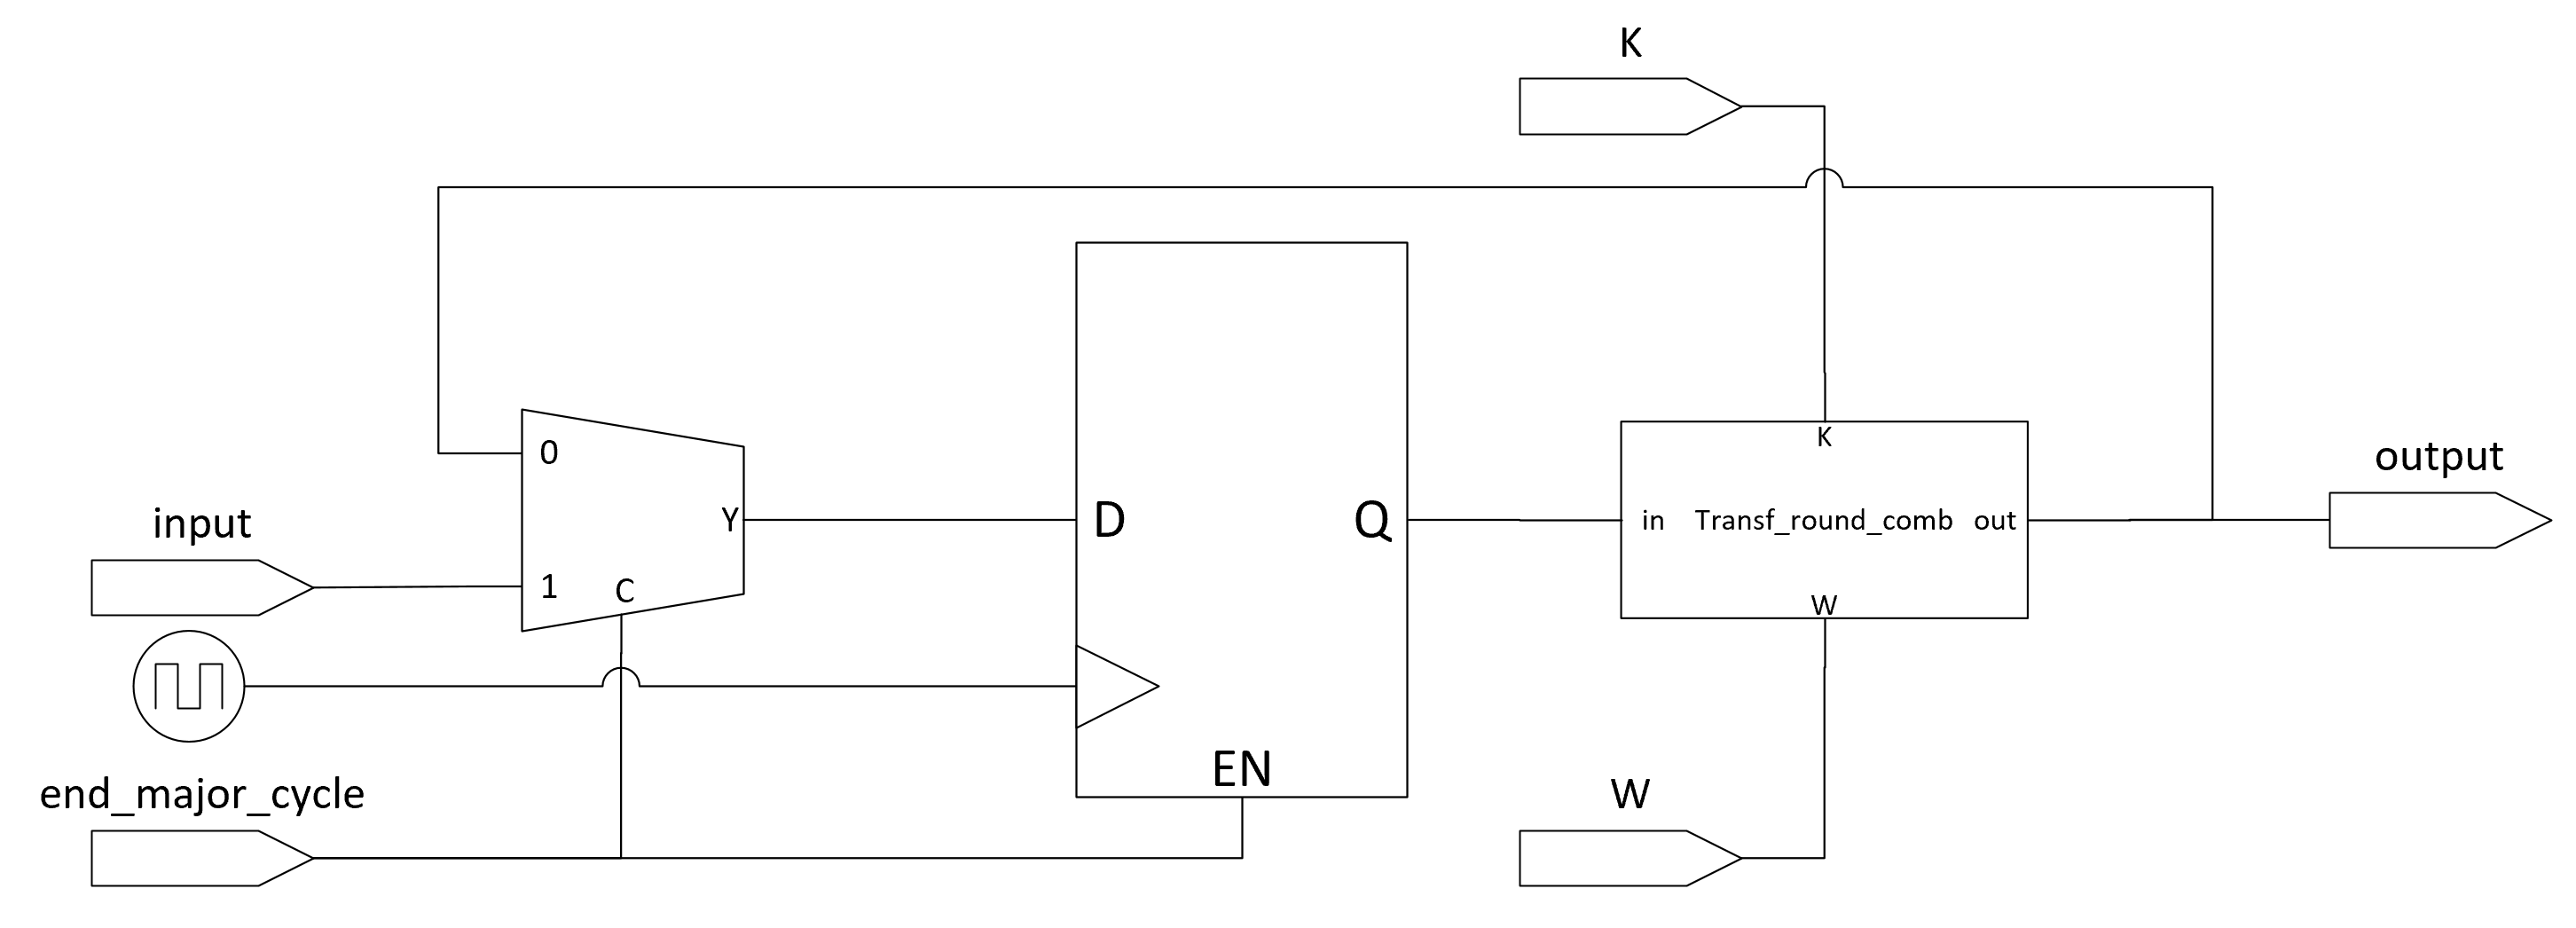 K
output
input
0
1
C
Y
D
Q
EN
K
in Transf_round_comb out
W
end_major_cycle
W